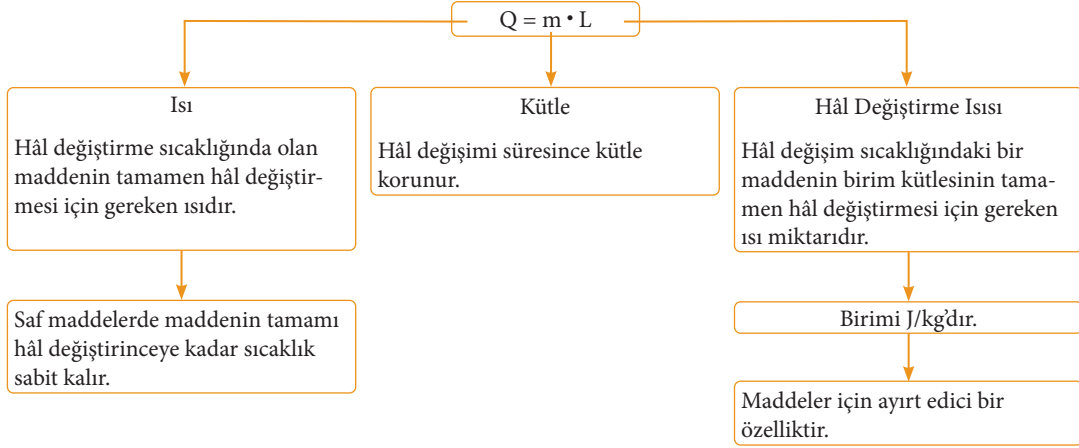 Q = m • L
Isı
Hâl değiştirme sıcaklığında olan
maddenin tamamen hâl değiştir-
mesi için gereken ısıdır.
Saf maddelerde maddenin tamamı
hâl değiştirinceye kadar sıcaklık
sabit kalır.
Kütle
Hâl değişimi süresince kütle
korunur.
Hâl Değiştirme Isısı
Hâl değişim sıcaklığındaki bir
maddenin birim kütlesinin tama-
men hâl değiştirmesi için gereken
ısı miktarıdır.
Birimi J/kg’dır.
Maddeler için ayırt edici bir
özelliktir.